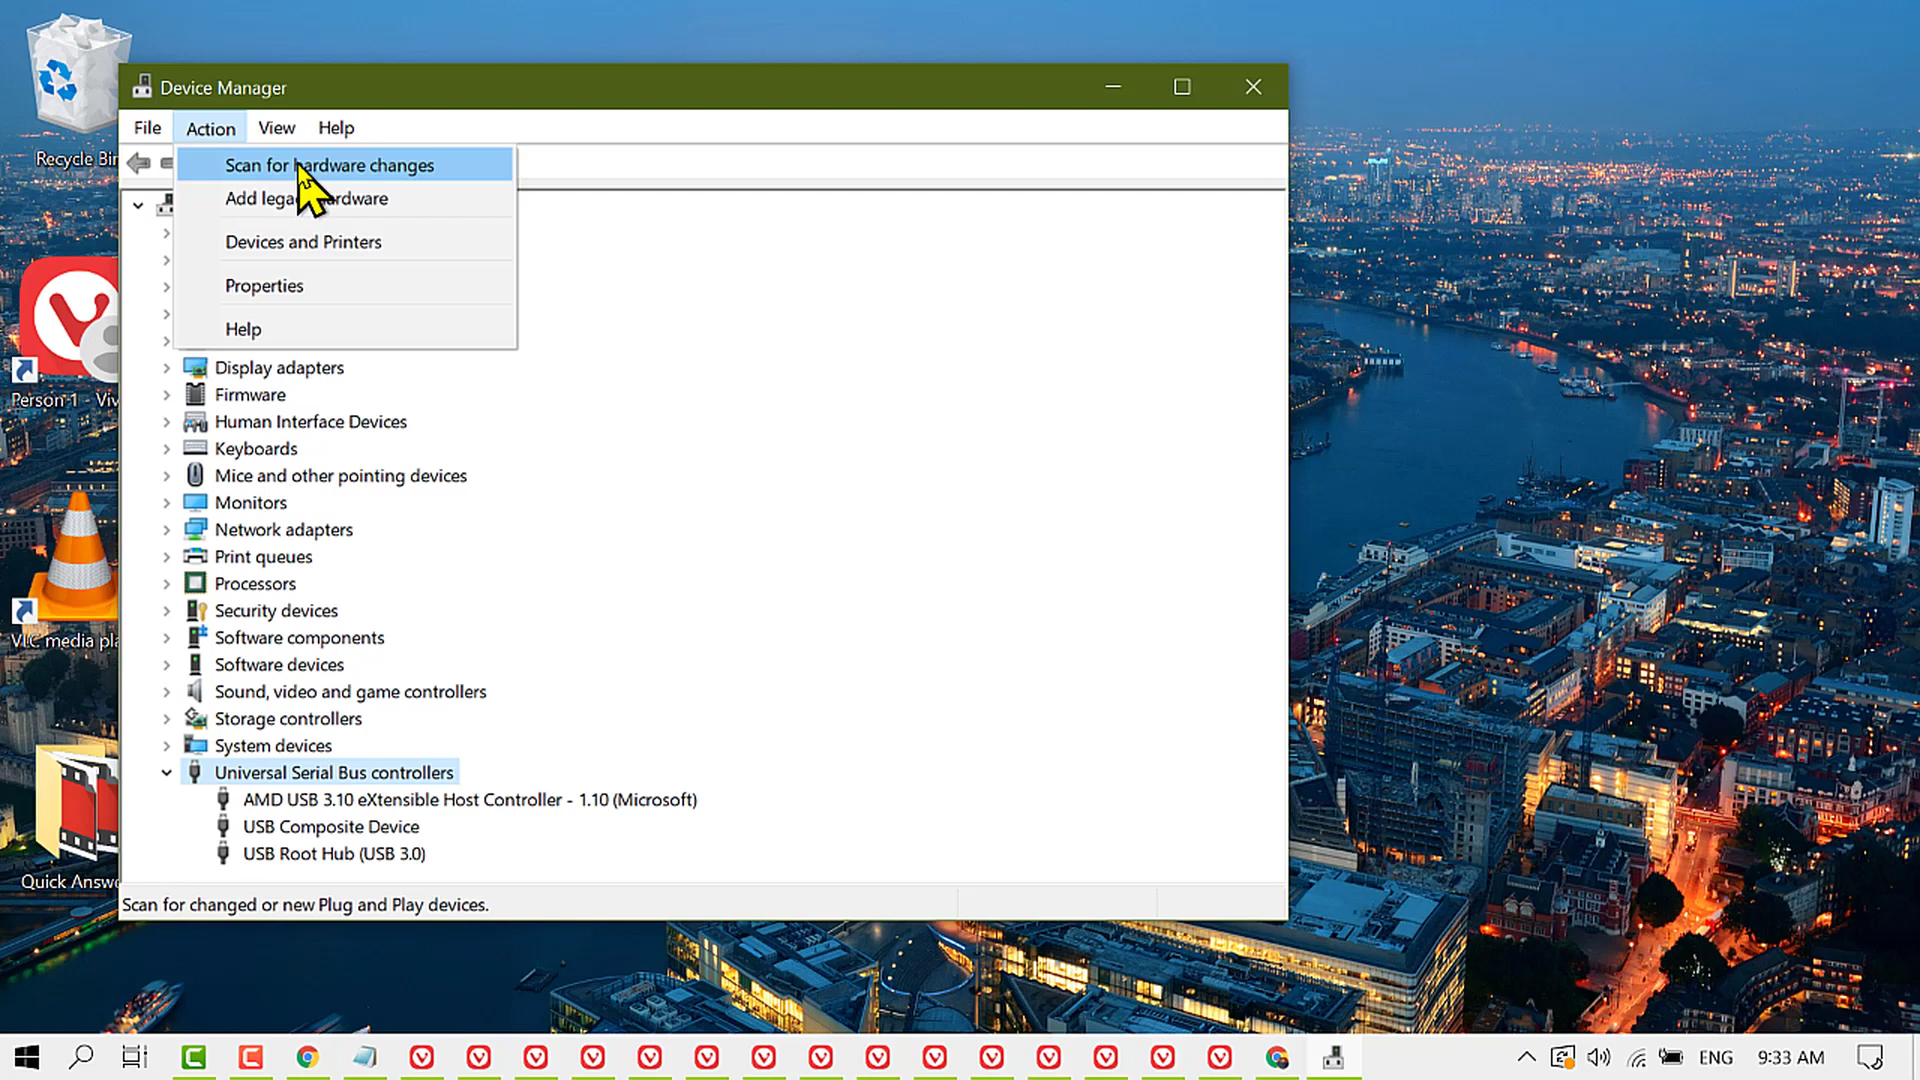 Recycle Bin
Device Manager
File Action View Help
Scan for hardware changes
Add legacy hardware
Devices and Printers
Properties
Help
Display adapters
Firmware
Human Interface Devices
Keyboards
Mice and other pointing devices
Monitors
Network adapters
Print queues
Processors
Security devices
Software components
Software devices
Sound, video and game controllers
Storage controllers
System devices
Universal Serial Bus controllers
AMD USB 3.10 eXtensible Host Controller - 1.10 (Microsoft)
USB Composite Device
USB Root Hub (USB 3.0)
Scan for changed or new Plug and Play devices.
Person 1 - Viv
VLC media pla
Quick Answ
ENG 9:33 AM